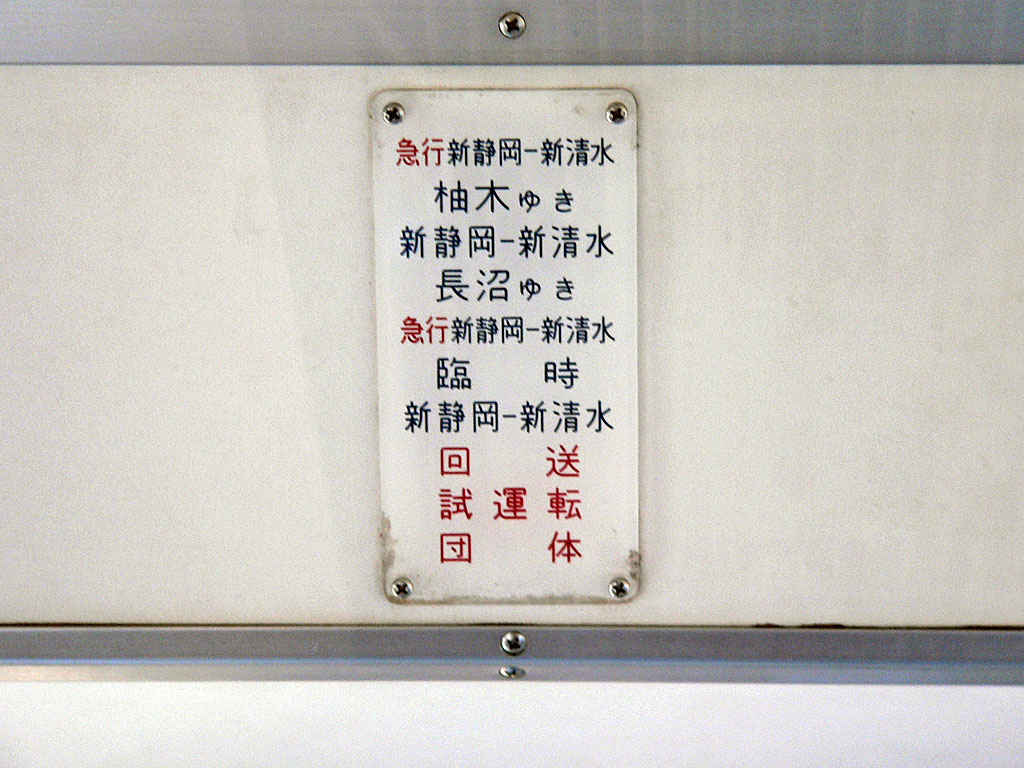 急行新静岡-新清水
柚木ゆき
新静岡-新清水
長沼ゆき
急行新静岡-新清水
臨時
新静岡-新清水
回送
試運転
団体